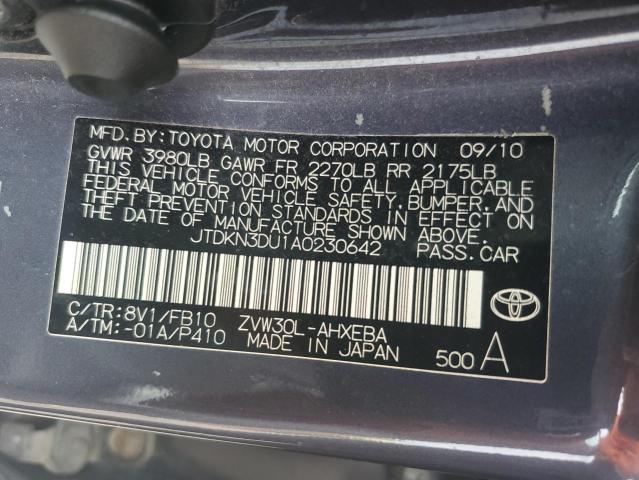 MFD. BY: TOYOTA MOTOR CORPORATION 09/10
GVWR 3980LB GAWR FR 2270LB RR 2175LB
THIS VEHICLE CONFORMS TO ALL APPLICABLE
FEDERAL MOTOR VEHICLE SAFETY, BUMPER, AND
THEFT PREVENTION STANDARDS IN EFFECT ON
THE DATE OF MANUFACTURE SHOWN ABOVE.
JTDKN3DU1A0230642 PASS. CAR
C/TR: 8V1/FB10 ZVW30L-AHXEBA
A/TM: -01A/P410 MADE IN JAPAN 500 A